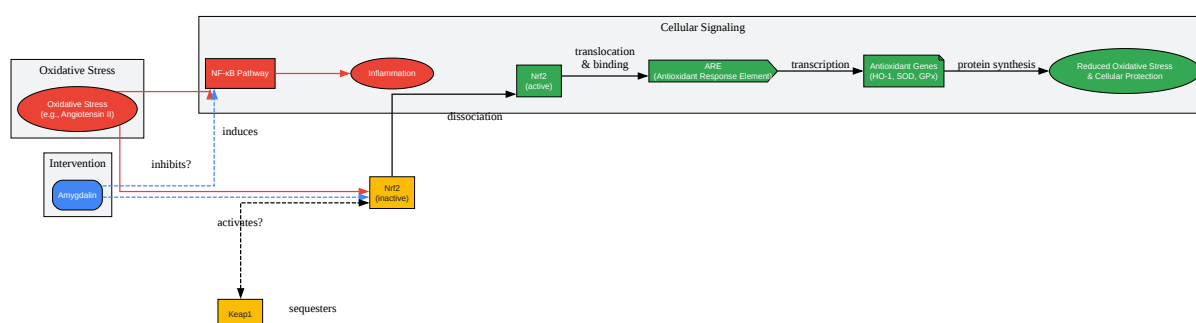 Cellular Signaling
Oxidative Stress
NF-κB Pathway
Inflammation
translocation
& binding
Nrf2
(active)
ARE
(Antioxidant Response Element)
transcription
Antioxidant Genes
(HO-1, SOD, GPx)
protein synthesis
Reduced Oxidative Stress
& Cellular Protection
Oxidative Stress
(e.g., Angiotensin II)
dissociation
induces
Intervention
inhibits?
Amygdalin
Nrf2
(inactive)
activates?
Keap1
sequesters